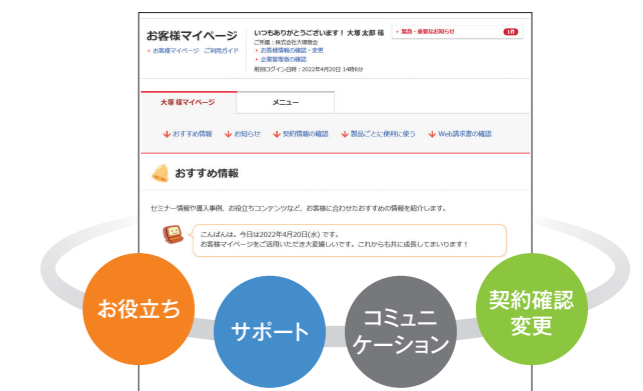 お客様マイページ
お客様マイページ ご利用ガイド
いつもありがとうございます！ 大塚 太郎 様
ご所属：株式会社大塚商会
お客様情報の確認・変更
企業管理者の確認
前回ログイン日時：2022年4月20日 14時8分
緊急・重要なお知らせ
1件
大塚 様マイページ
メニュー
おすすめ情報 お知らせ 契約情報の確認 製品ごとに便利に使う Web請求書の確認
おすすめ情報
セミナー情報や導入事例、お役立ちコンテンツなど、お客様に合わせたおすすめの情報を紹介します。
こんばんは。今日は2022年4月20日(水) です。
お客様マイページをご活用いただき大変嬉しいです。これからも共に成長してまいります！
お役立ち
サポート
コミュニ
ケーション
契約確認
変更